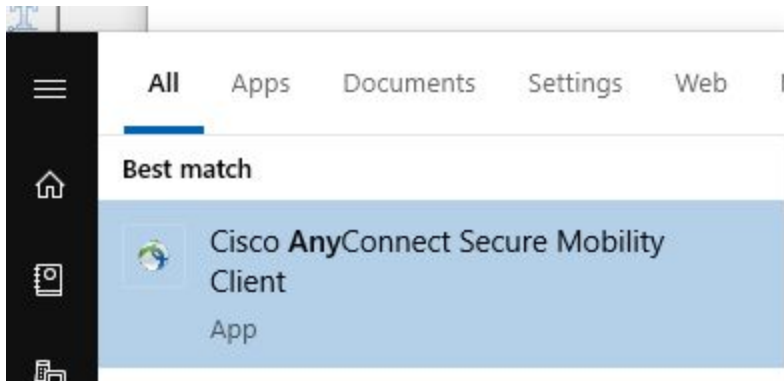 All Apps Documents Settings Web
Best match
Cisco AnyConnect Secure Mobility
Client
App